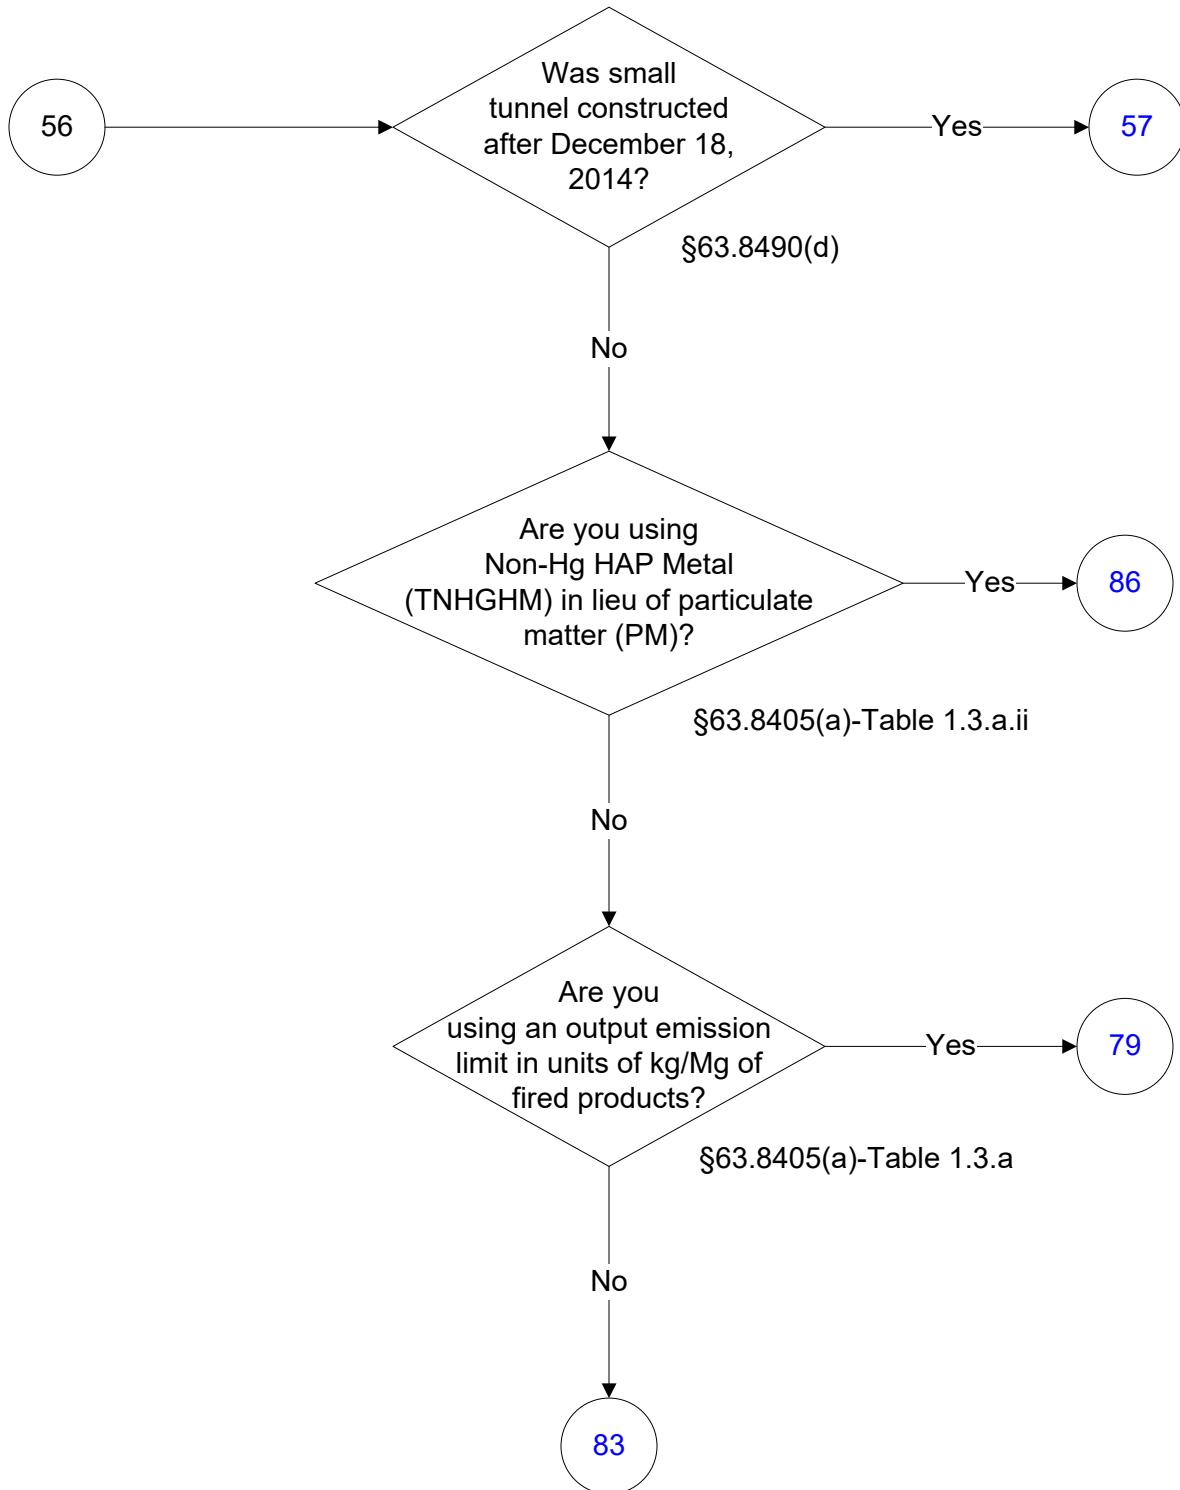 56
Was small
tunnel constructed
after December 18,
2014?
Yes
57
§63.8490(d)
No
Are you using
Non-Hg HAP Metal
(TNHGHM) in lieu of particulate
matter (PM)?
Yes
86
§63.8405(a)-Table 1.3.a.ii
No
Are you
using an output emission
limit in units of kg/Mg of
fired products?
Yes
79
§63.8405(a)-Table 1.3.a
No
83